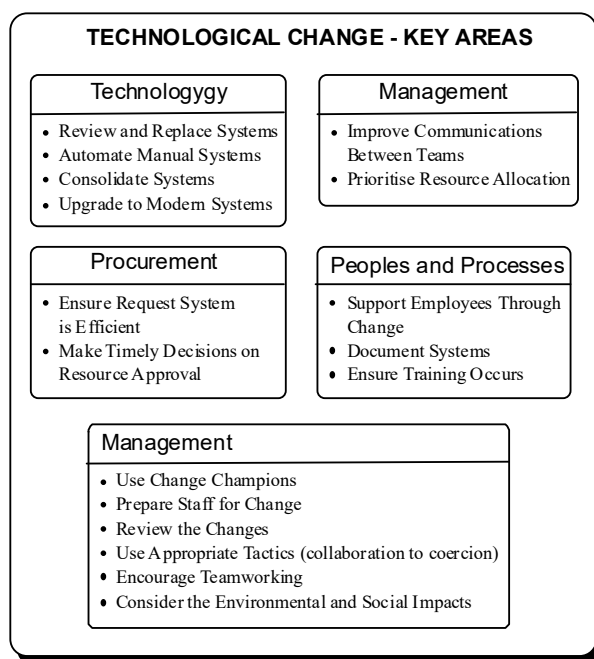 TECHNOLOGICAL CHANGE - KEY AREAS
Technologygy
• Review and Replace Systems
• Automate Manual Systems
• Consolidate Systems
• Upgrade to Modern Systems
Management
• Improve Communications
Between Teams
• Prioritise Resource Allocation
Procurement
• Ensure Request System
is Efficient
• Make Timely Decisions on
Resource Approval
Peoples and Processes
• Support Employees Through
Change
• Document Systems
• Ensure Training Occurs
Management
• Use Change Champions
• Prepare Staff for Change
• Review the Changes
• Use Appropriate Tactics (collaboration to coercion)
• Encourage Teamworking
• Consider the Environmental and Social Impacts